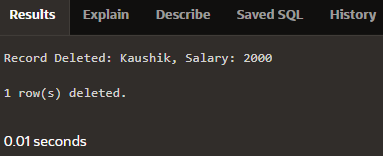 Results Explain Describe Saved SQL History
Record Deleted: Kaushik, Salary: 2000
1 row(s) deleted.
0.01 seconds